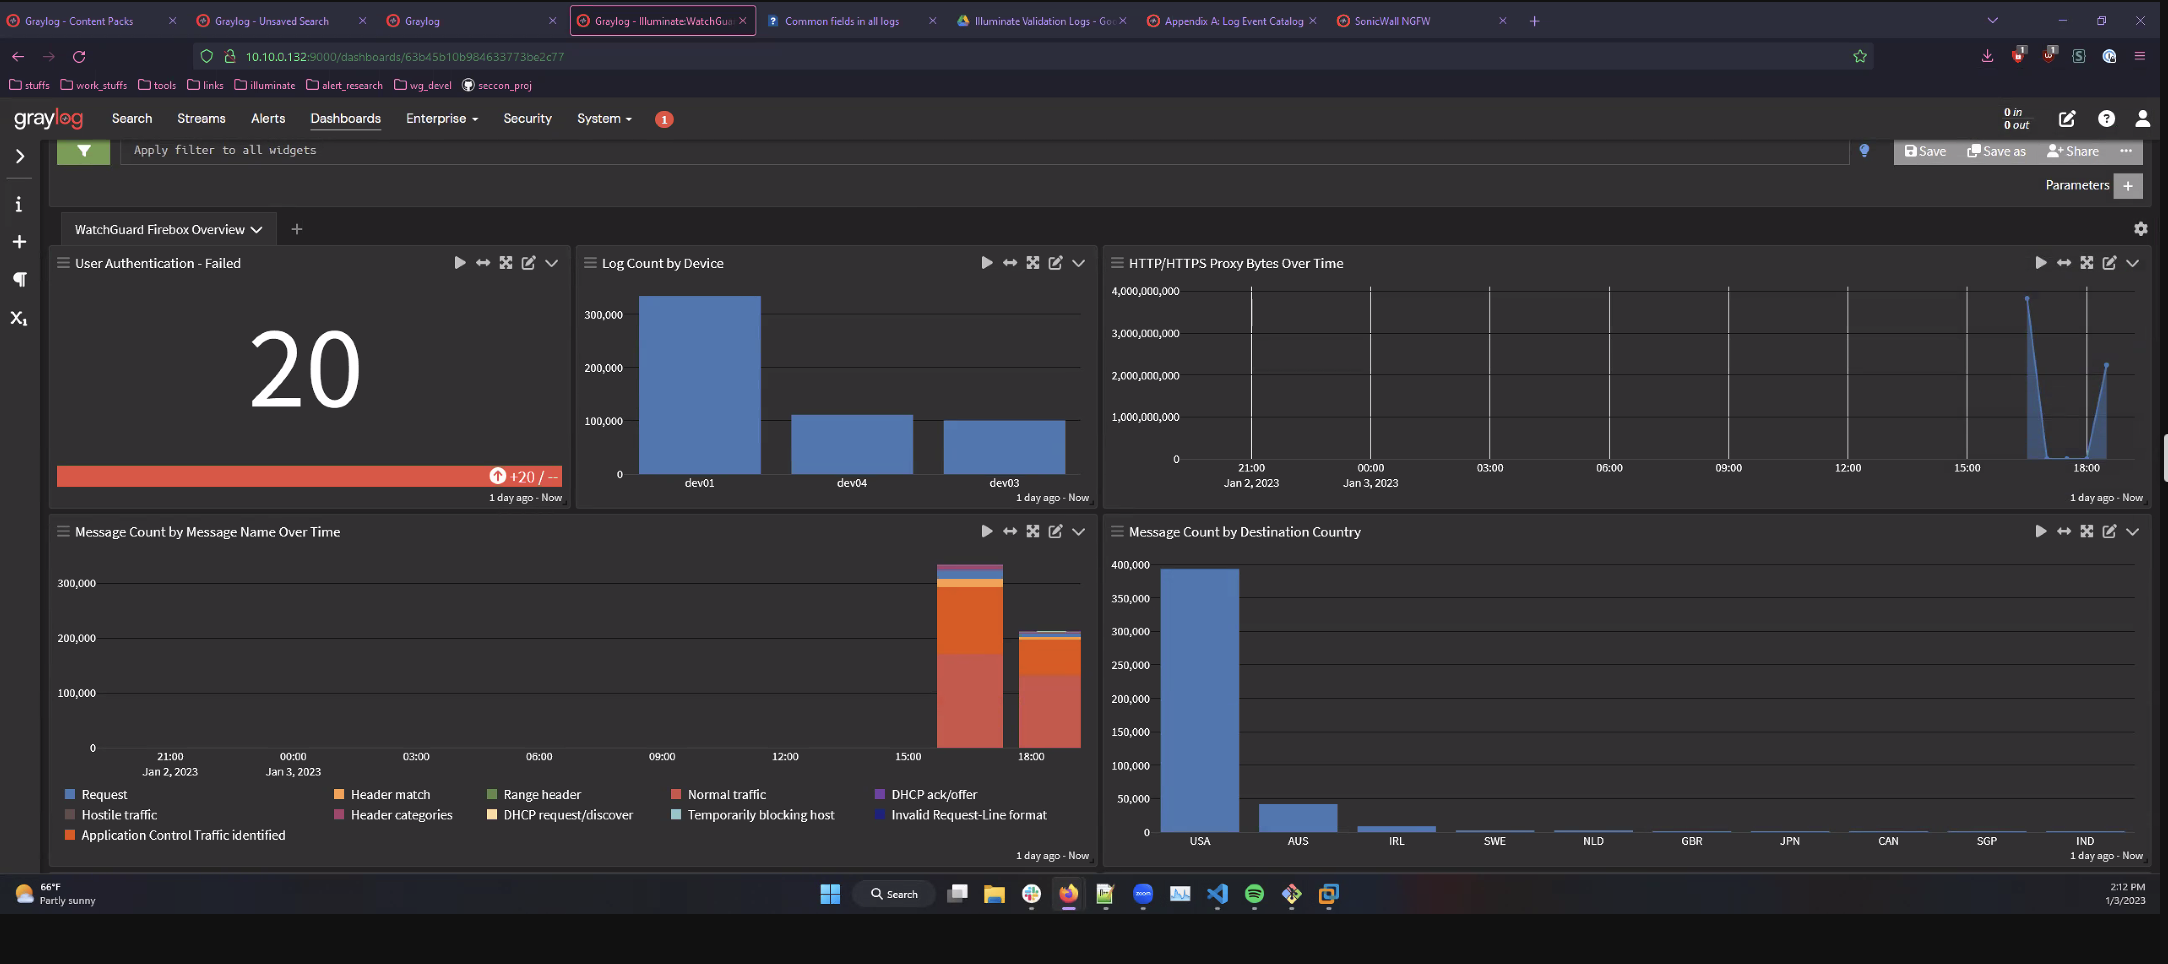 Graylog - Content Packs
Graylog - Unsaved Search
Graylog
Graylog - Illuminate:WatchGua
Common fields in all logs
Illuminate Validation Logs - Goo
Appendix A: Log Event Catalog
SonicWall NGFW
10.10.0.132:9000/dashboards/63b45b10b984633773be2c77
1
1
stuffs
work_stuffs
tools
links
illuminate
alert_research
wg_devel
seccon_proj
graylog
Search
Streams
Alerts
Dashboards
Enterprise
Security
System
1
0 in
0 out
Apply filter to all widgets
Save
Save as
Share
Parameters
WatchGuard Firebox Overview
User Authentication - Failed
20
+20 / --
1 day ago - Now
Log Count by Device
300,000
200,000
100,000
0
dev01
dev04
dev03
1 day ago - Now
HTTP/HTTPS Proxy Bytes Over Time
4,000,000,000
3,000,000,000
2,000,000,000
1,000,000,000
0
21:00
00:00
03:00
06:00
09:00
12:00
15:00
18:00
Jan 2, 2023
Jan 3, 2023
1 day ago - Now
Message Count by Message Name Over Time
300,000
200,000
100,000
0
21:00
00:00
03:00
06:00
09:00
12:00
15:00
18:00
Jan 2, 2023
Jan 3, 2023
Request
Header match
Range header
Normal traffic
DHCP ack/offer
Hostile traffic
Header categories
DHCP request/discover
Temporarily blocking host
Invalid Request-Line format
Application Control Traffic identified
1 day ago - Now
Message Count by Destination Country
400,000
350,000
300,000
250,000
200,000
150,000
100,000
50,000
0
USA
AUS
IRL
SWE
NLD
GBR
JPN
CAN
SGP
IND
1 day ago - Now
66°F
Partly sunny
Search
zoom
2:12 PM
1/3/2023